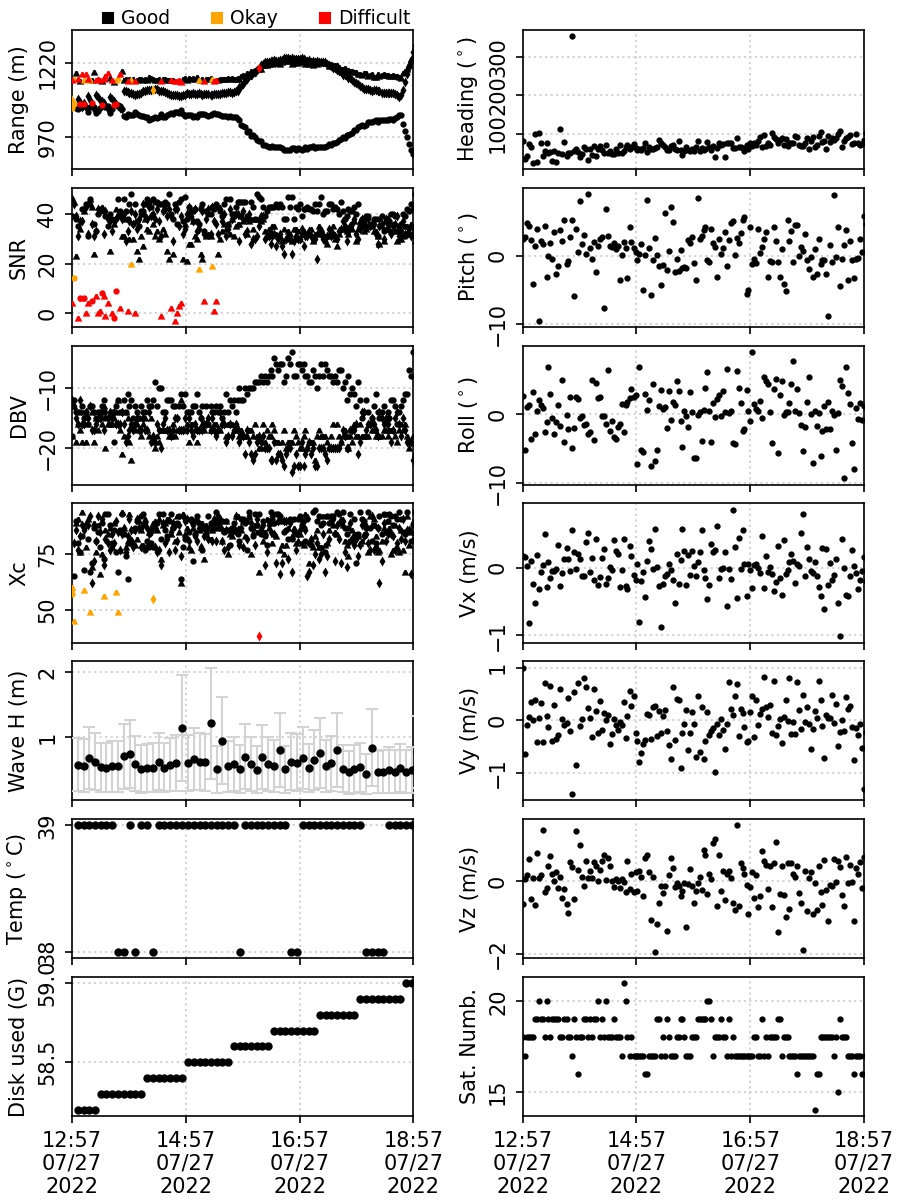 Good Okay Difficult
Range (m)
1220
970
SNR
40
20
0
DBV
−10
−20
Xc
75
50
Wave H (m)
2
1
Temp (°C)
39
38
Disk used (G)
59.0
58.5
12:57 14:57 16:57 18:57
07/27 07/27 07/27 07/27
2022 2022 2022 2022
Heading (°)
300
200
100
Pitch (°)
0
−10
Roll (°)
0
−10
Vx (m/s)
0
−1
Vy (m/s)
1
0
−1
Vz (m/s)
0
−2
Sat. Numb.
20
15
12:57 14:57 16:57 18:57
07/27 07/27 07/27 07/27
2022 2022 2022 2022